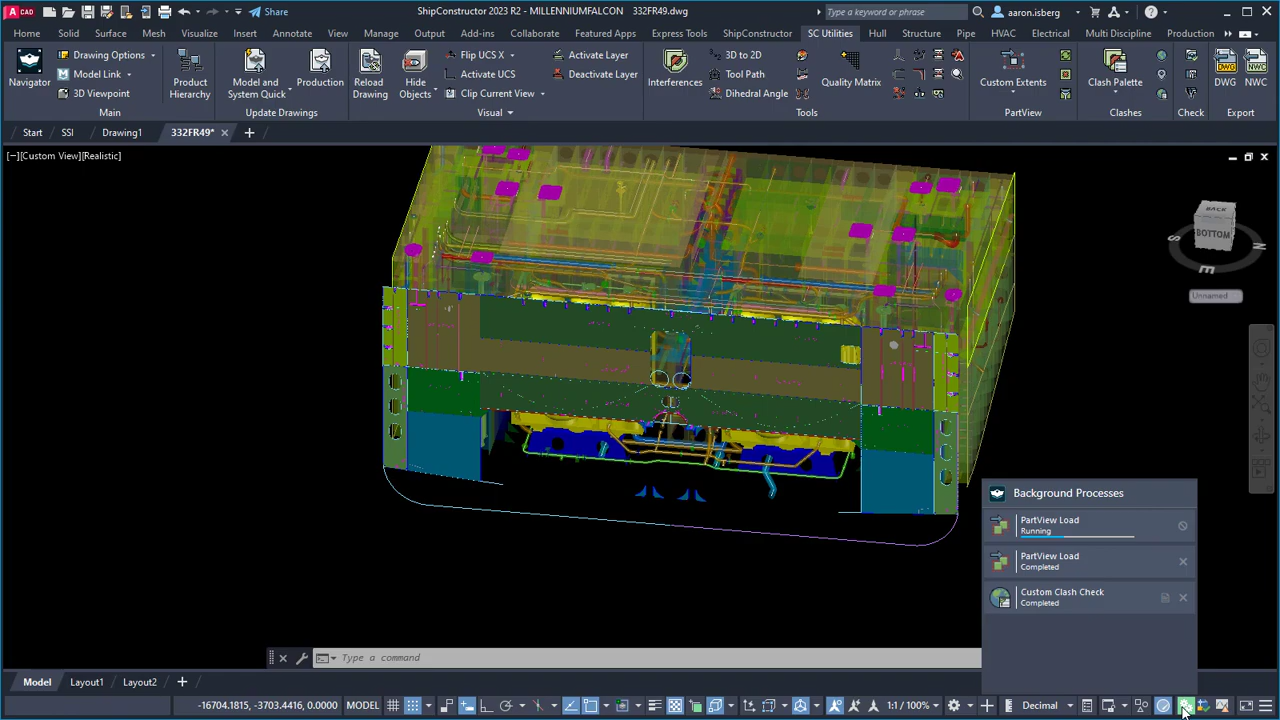 CAD
Share
ShipConstructor 2023 R2 - MILLENNIUMFALCON 332FR49.dwg
Type a keyword or phrase
aaron.isberg
Home Solid Surface Mesh Visualize Insert Annotate View Manage Output Add-ins Collaborate Featured Apps Express Tools ShipConstructor SC Utilities Hull Structure Pipe HVAC Electrical Multi Discipline Production
Navigator
Drawing Options
Model Link
3D Viewpoint
Main
Product Hierarchy
Model and System Quick
Production
Update Drawings
Reload Drawing
Hide Objects
Flip UCS X
Activate UCS
Clip Current View
Activate Layer
Deactivate Layer
Visual
Interferences
3D to 2D
Tool Path
Dihedral Angle
Quality Matrix
Tools
Custom Extents
PartView
Clash Palette
Clashes
Check
DWG
NWC
Export
Start
SSI
Drawing1
332FR49*
[−][Custom View][Realistic]
BACK
BOTTOM
S
N
E
Unnamed
Background Processes
PartView Load
Running
PartView Load
Completed
Custom Clash Check
Completed
Type a command
Model
Layout1
Layout2
-16704.1815, -3703.4416, 0.0000
MODEL
1:1 / 100%
Decimal